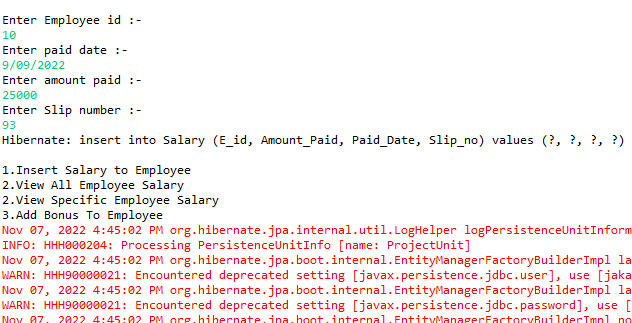 Enter Employee id :-
10
Enter paid date :-
9/09/2022
Enter amount paid :-
25000
Enter Slip number :-
93
Hibernate: insert into Salary (E_id, Amount_Paid, Paid_Date, Slip_no) values (?, ?, ?, ?)
1.Insert Salary to Employee
2.View All Employee Salary
2.View Specific Employee Salary
3.Add Bonus To Employee
Nov 07, 2022 4:45:02 PM org.hibernate.jpa.internal.util.LogHelper logPersistenceUnitInform
INFO: HHH000204: Processing PersistenceUnitInfo [name: ProjectUnit]
Nov 07, 2022 4:45:02 PM org.hibernate.jpa.boot.internal.EntityManagerFactoryBuilderImpl la
WARN: HHH90000021: Encountered deprecated setting [javax.persistence.jdbc.user], use [jaka
Nov 07, 2022 4:45:02 PM org.hibernate.jpa.boot.internal.EntityManagerFactoryBuilderImpl la
WARN: HHH90000021: Encountered deprecated setting [javax.persistence.jdbc.password], use [
Nov 07, 2022 4:45:02 PM org.hibernate.jpa.boot.internal.EntityManagerFactoryBuilderImpl no